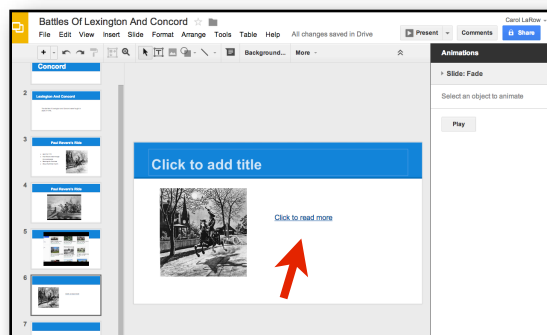 Battles Of Lexington And Concord
Carol LaRow
File Edit View Insert Slide Format Arrange Tools Table Help All changes saved in Drive
Present Comments Share
Background... More
Animations
Slide: Fade
Select an object to animate
Play
Concord
2
Lexington And Concord
3
Paul Revere's Ride
4
Paul Revere's Ride
5
6
7
Click to add title
Click to read more